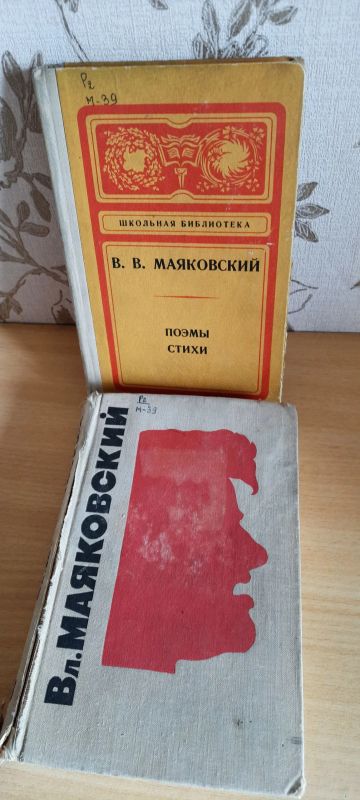 Р2
М-39
ШКОЛЬНАЯ БИБЛИОТЕКА
В. В. МАЯКОВСКИЙ
ПОЭМЫ
СТИХИ
Р2
М-39
Вл. МАЯКОВСКИЙ